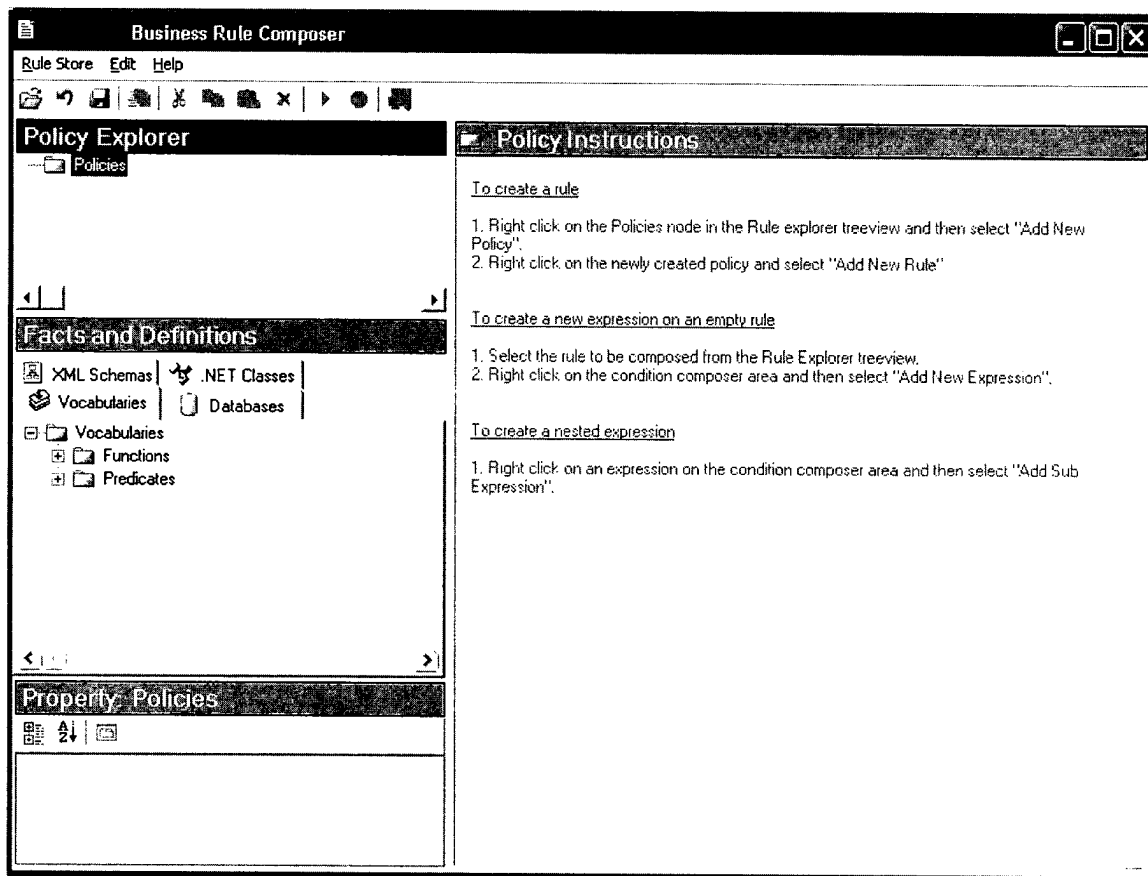 Business Rule Composer
Rule Store Edit Help
Policy Explorer
Policies
Facts and Definitions
XML Schemas .NET Classes
Vocabularies Databases
Vocabularies
Functions
Predicates
Property: Policies
Policy Instructions
To create a rule
1. Right click on the Policies node in the Rule explorer treeview and then select "Add New
Policy".
2. Right click on the newly created policy and select "Add New Rule"
To create a new expression on an empty rule
1. Select the rule to be composed from the Rule Explorer treeview.
2. Right click on the condition composer area and then select "Add New Expression".
To create a nested expression
1. Right click on an expression on the condition composer area and then select "Add Sub
Expression".